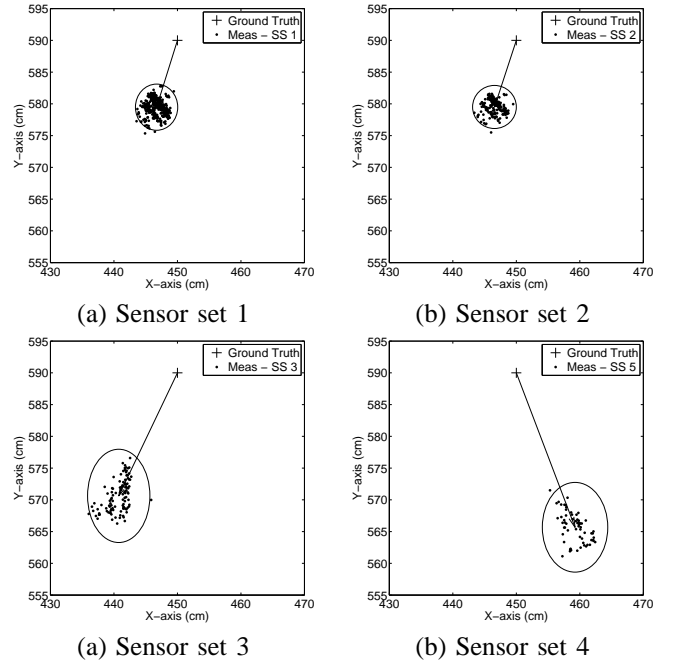 595
590
585
580
575
570
565
560
555
430 440 450 460 470
Y−axis (cm)
X−axis (cm)
Ground Truth
Meas − SS 1
(a) Sensor set 1
595
590
585
580
575
570
565
560
555
430 440 450 460 470
Y−axis (cm)
X−axis (cm)
Ground Truth
Meas − SS 2
(b) Sensor set 2
595
590
585
580
575
570
565
560
555
430 440 450 460 470
Y−axis (cm)
X−axis (cm)
Ground Truth
Meas − SS 3
(a) Sensor set 3
595
590
585
580
575
570
565
560
555
430 440 450 460 470
Y−axis (cm)
X−axis (cm)
Ground Truth
Meas − SS 5
(b) Sensor set 4